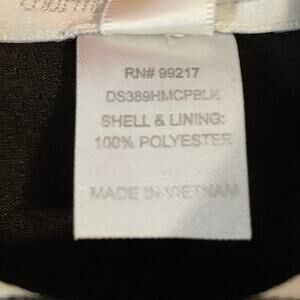 RN# 99217
DS389HMCPBLK
SHELL & LINING:
100% POLYESTER
MADE IN VIETNAM